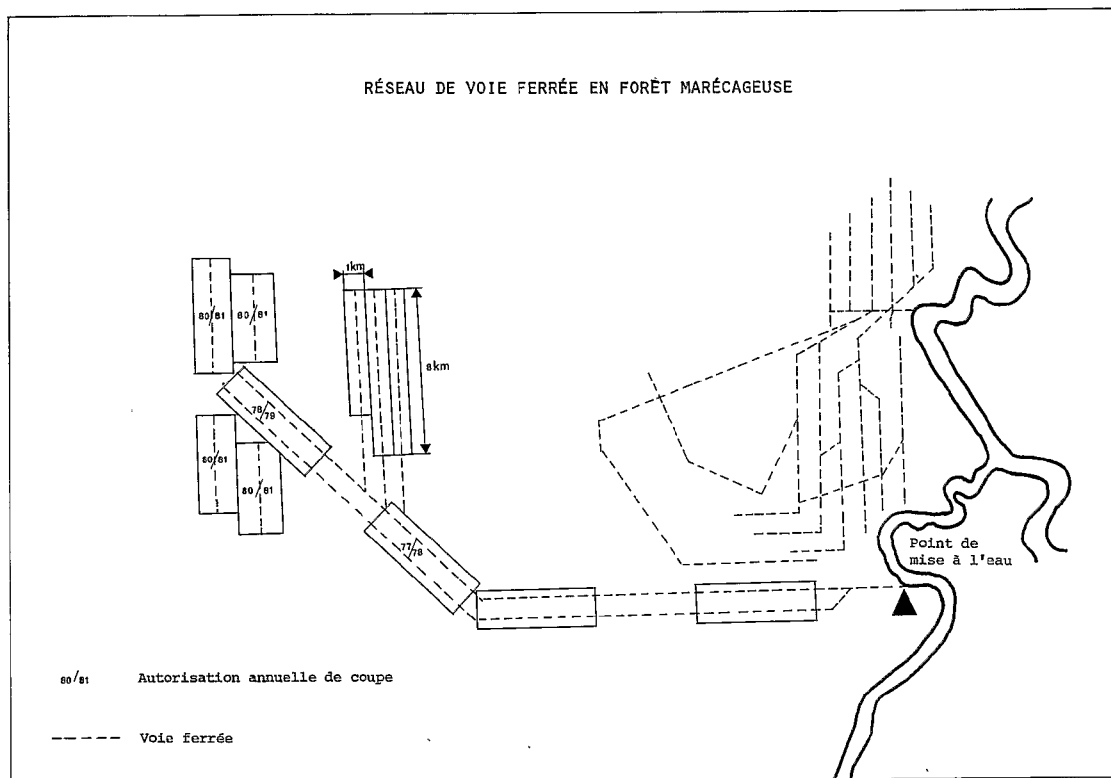 RÉSEAU DE VOIE FERRÉE EN FORÊT MARÉCAGEUSE
1km
80/81
80/81
8km
78/79
80/81
80/81
77/78
Point de
mise à l'eau
80/81 Autorisation annuelle de coupe
Voie ferrée